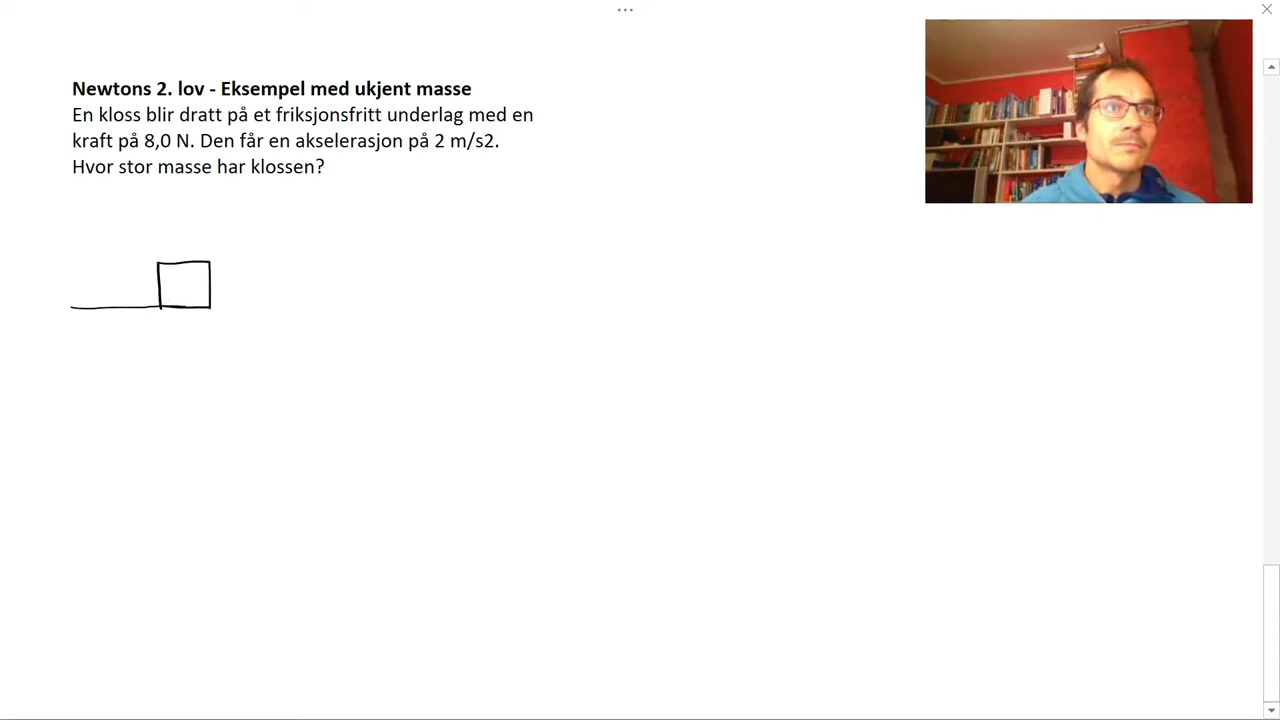 Newtons 2. lov - Eksempel med ukjent masse
En kloss blir dratt på et friksjonsfritt underlag med en
kraft på 8,0 N. Den får en akselerasjon på 2 m/s2.
Hvor stor masse har klossen?